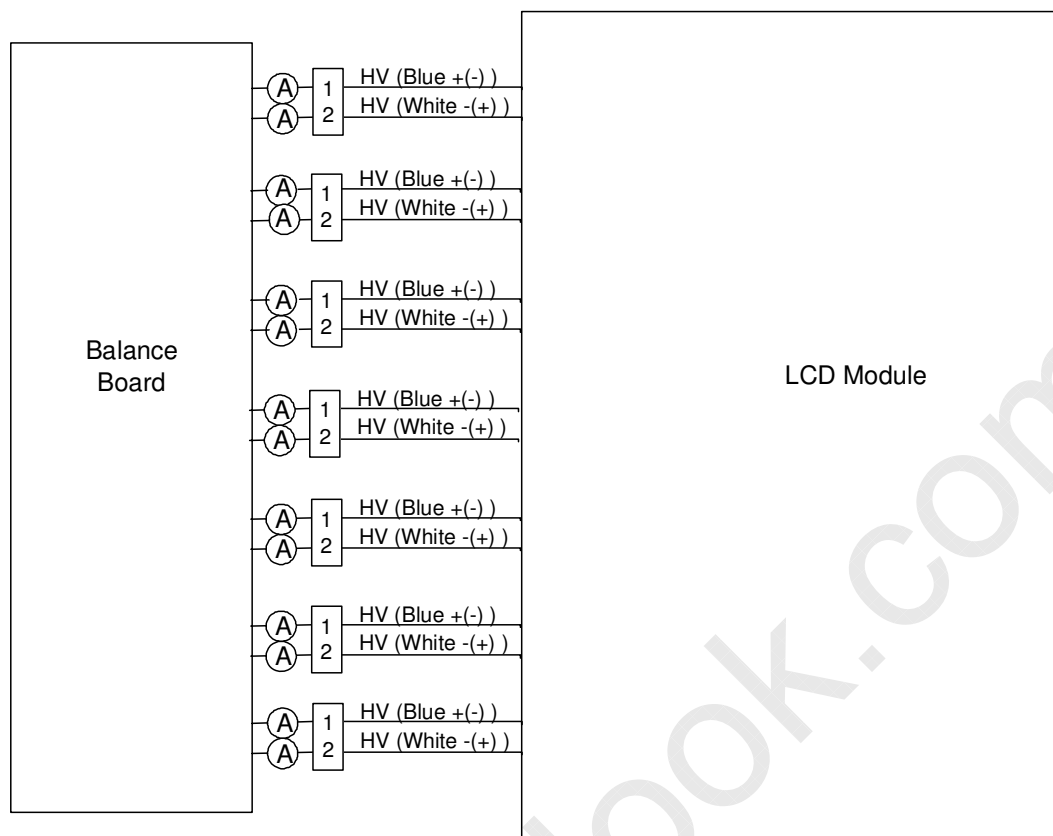 A 1 HV (Blue +(-) )
A 2 HV (White -(+) )
A 1 HV (Blue +(-) )
A 2 HV (White -(+) )
A 1 HV (Blue +(-) )
A 2 HV (White -(+) )
Balance
Board
LCD Module
A 1 HV (Blue +(-) )
A 2 HV (White -(+) )
A 1 HV (Blue +(-) )
A 2 HV (White -(+) )
A 1 HV (Blue +(-) )
A 2 HV (White -(+) )
A 1 HV (Blue +(-) )
A 2 HV (White -(+) )
look.com